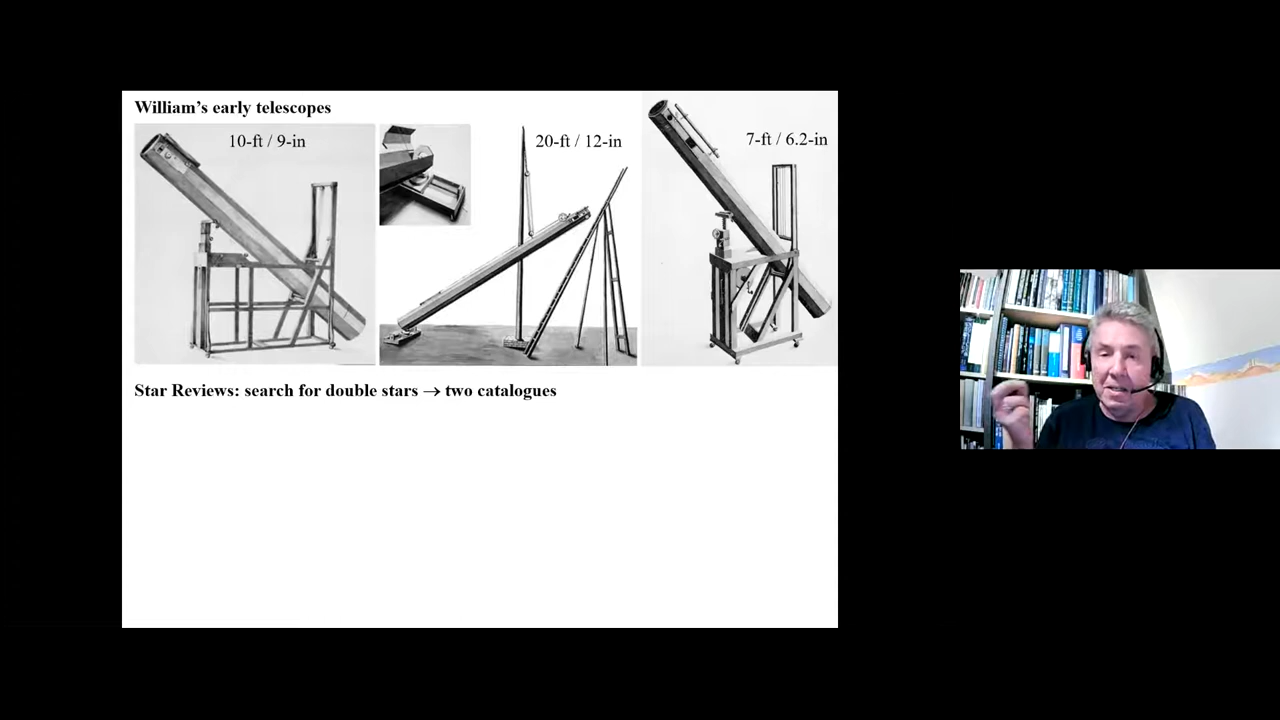 William’s early telescopes
10-ft / 9-in
20-ft / 12-in
7-ft / 6.2-in
Star Reviews: search for double stars → two catalogues